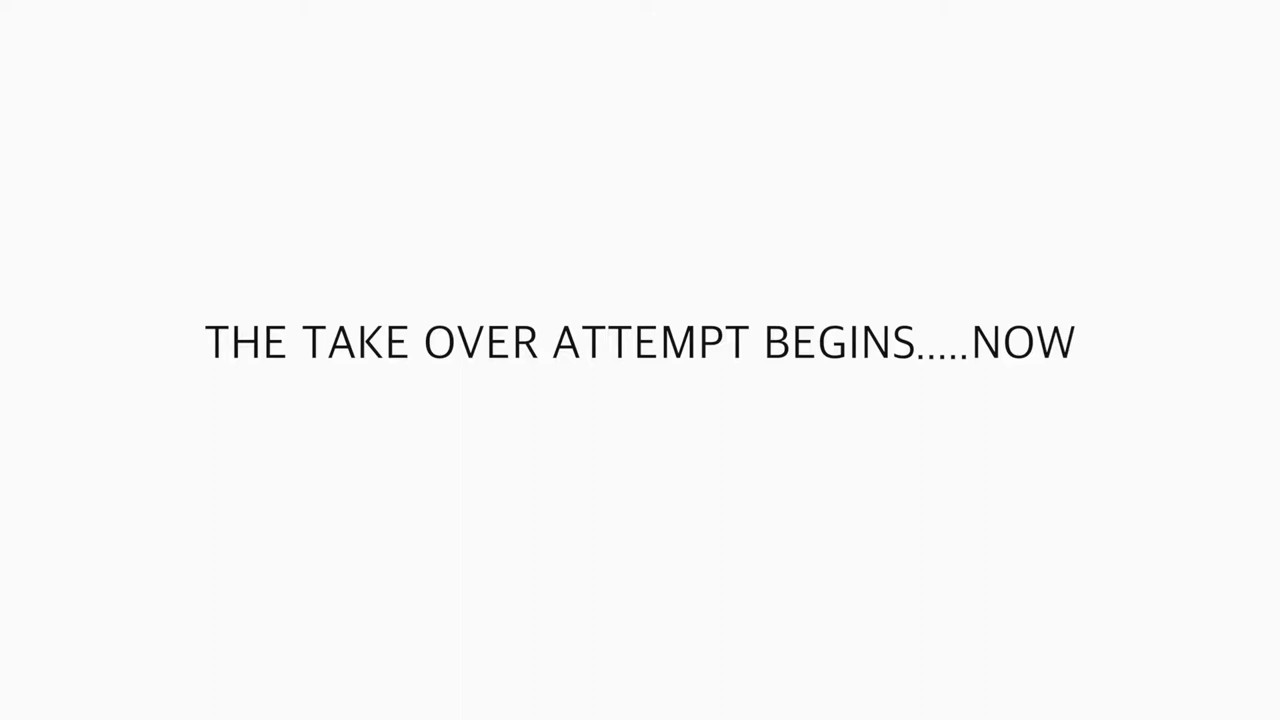 THE TAKE OVER ATTEMPT BEGINS.....NOW